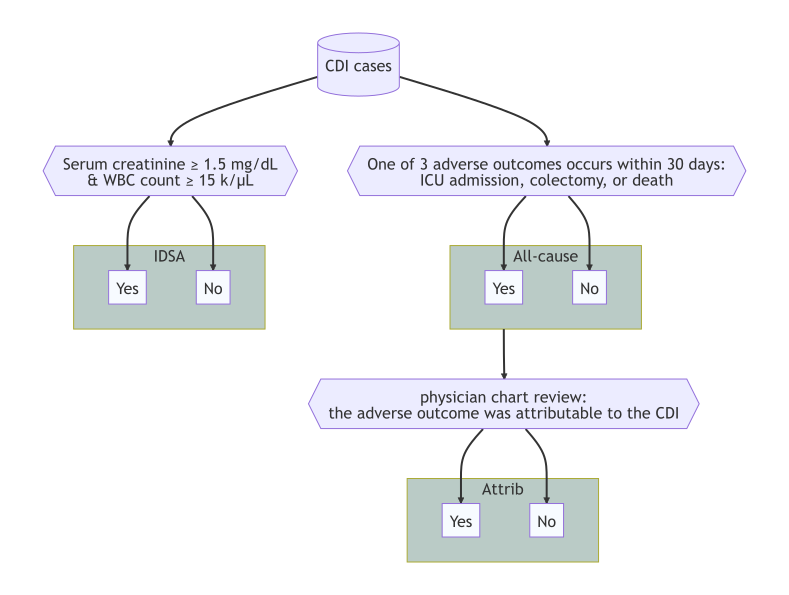 CDI cases
Serum creatinine ≥ 1.5 mg/dL
& WBC count ≥ 15 k/µL
One of 3 adverse outcomes occurs within 30 days:
ICU admission, colectomy, or death
IDSA
Yes
No
All-cause
Yes
No
physician chart review:
the adverse outcome was attributable to the CDI
Attrib
Yes
No